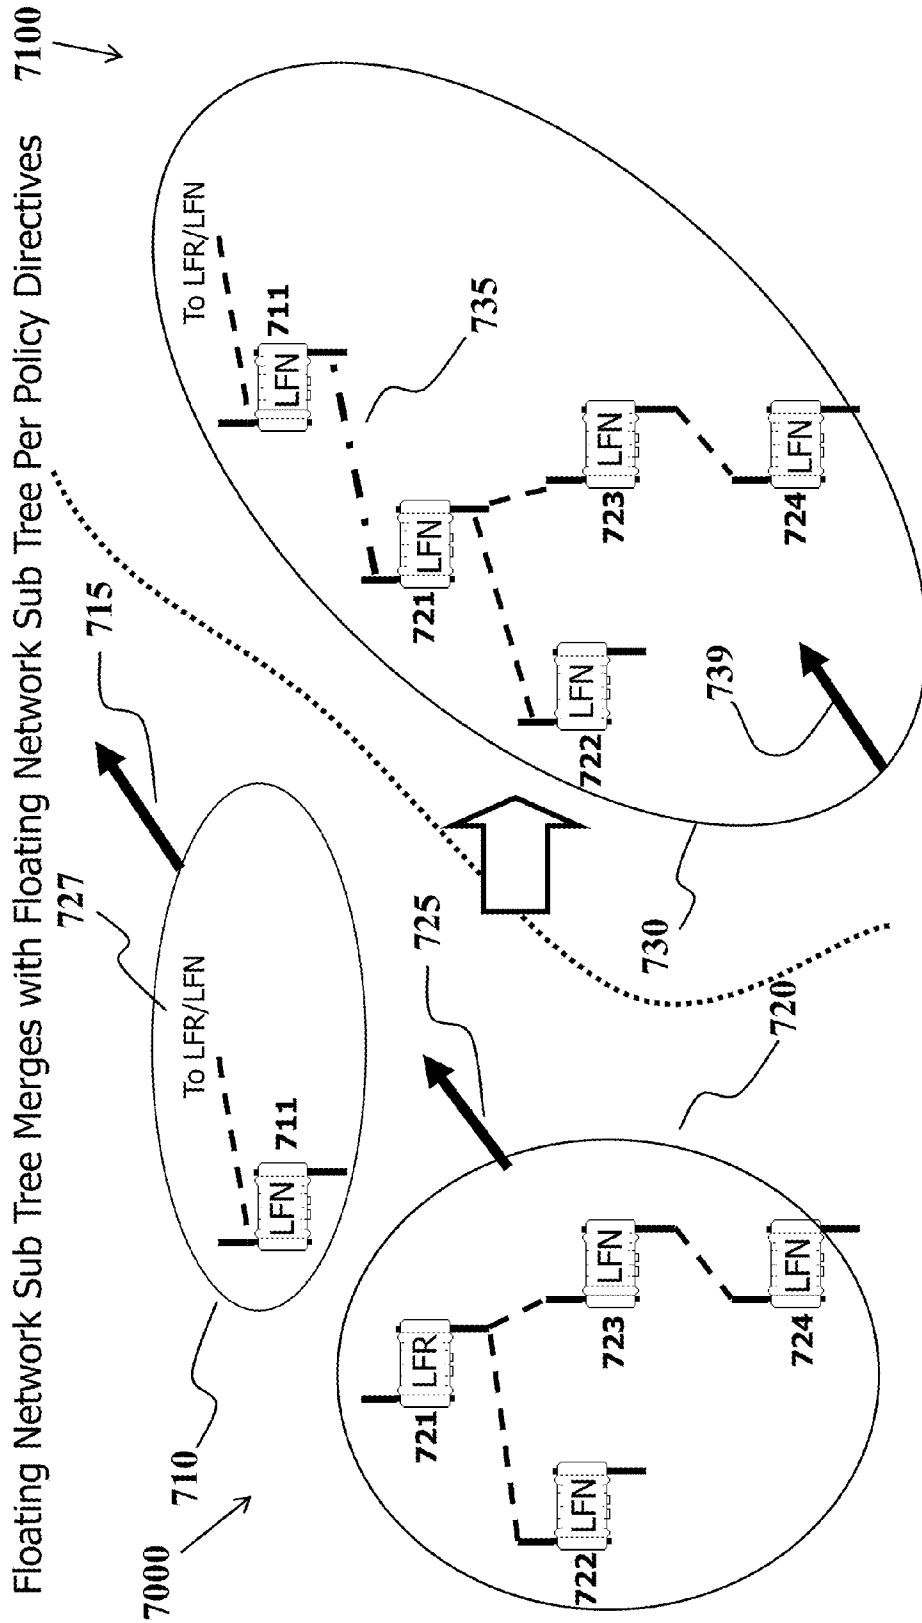 Floating Network Sub Tree Merges with Floating Network Sub Tree Per Policy Directives
7000
7100
710
727
715
To LFR/LFN
LFN
711
720
725
721
LFR
722
LFN
723
LFN
724
LFN
730
To LFR/LFN
LFN
711
735
721
LFN
722
LFN
723
LFN
724
LFN
739